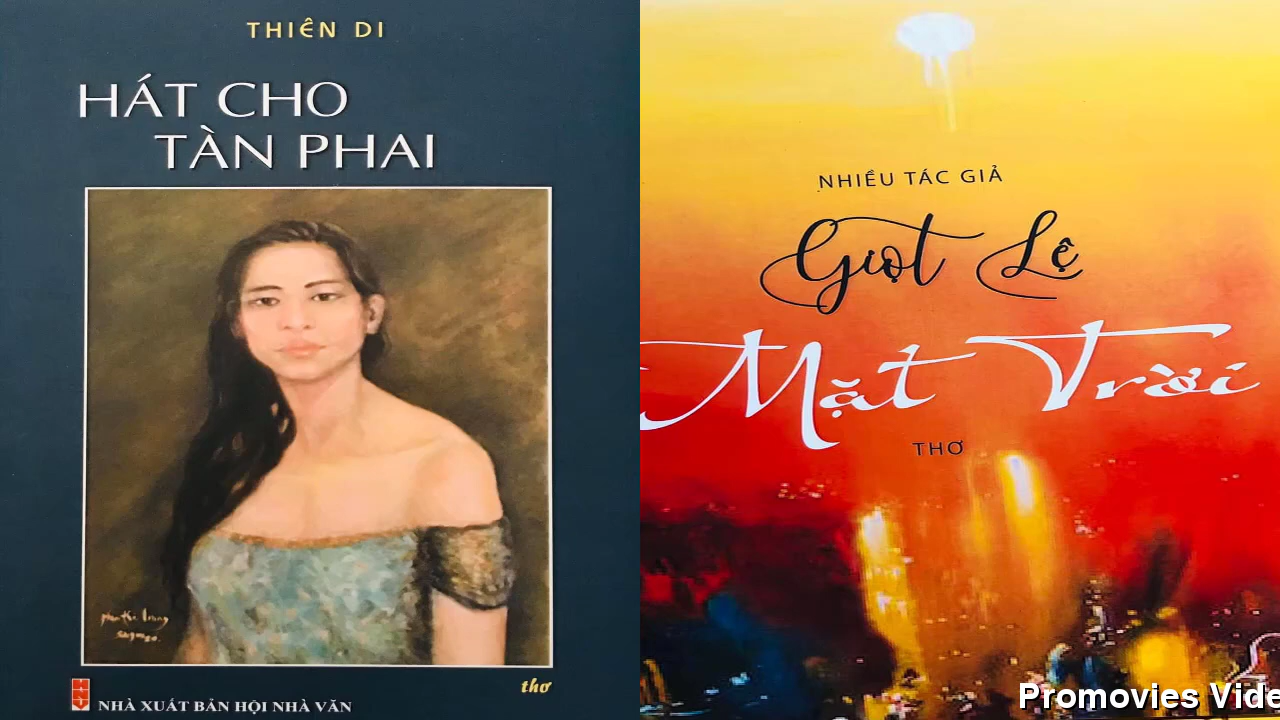 THIÊN DI
HÁT CHO
TÀN PHAI
thơ
NHÀ XUẤT BẢN HỘI NHÀ VĂN
NHIỀU TÁC GIẢ
Giọt Lệ
Mặt Trời
THƠ
Promovies Vide